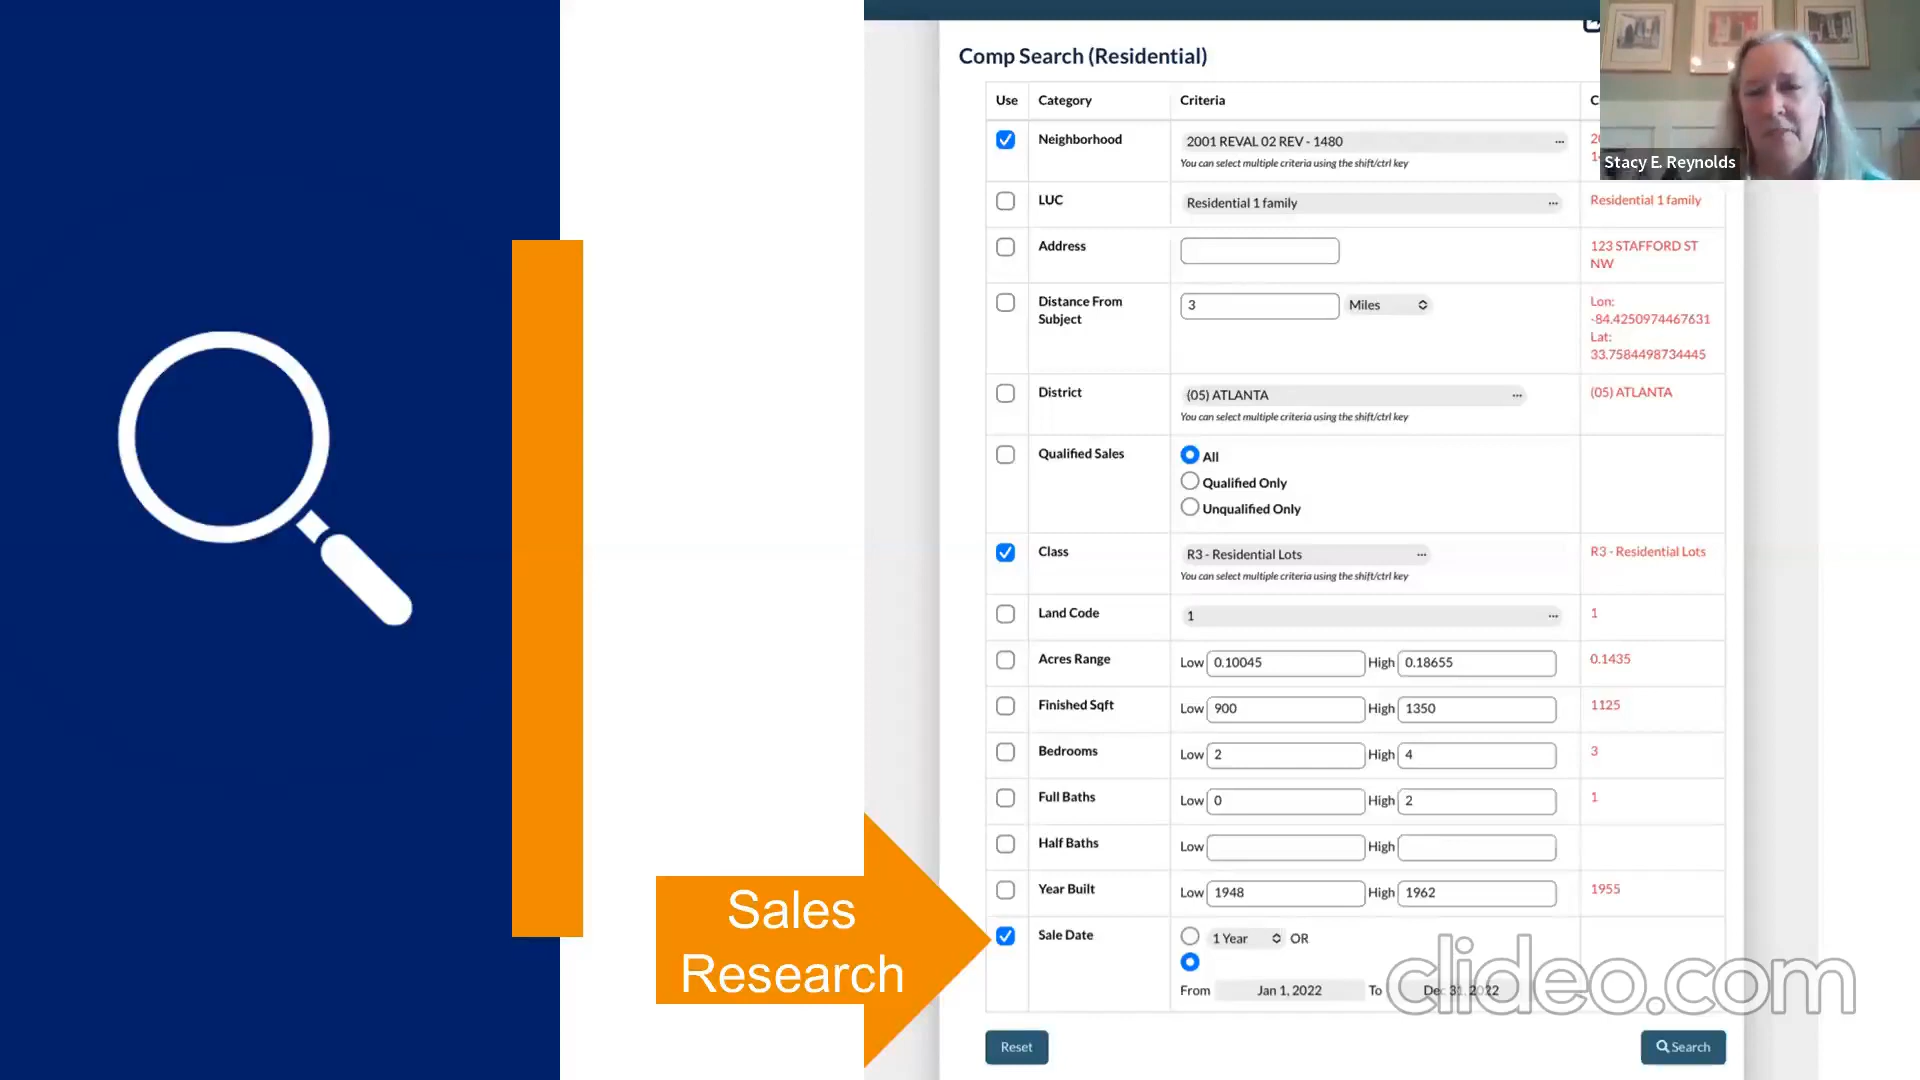 Comp Search (Residential)
Use Category Criteria
Neighborhood 2001 REVAL 02 REV - 1480 ...
You can select multiple criteria using the shift/ctrl key
Stacy E. Reynolds
LUC Residential 1 family ... Residential 1 family
Address 123 STAFFORD ST
NW
Distance From 3 Miles Lon:
Subject -84.4250974467631
Lat:
33.7584498734445
District (05) ATLANTA ... (05) ATLANTA
You can select multiple criteria using the shift/ctrl key
Qualified Sales All
Qualified Only
Unqualified Only
Class R3 - Residential Lots ... R3 - Residential Lots
You can select multiple criteria using the shift/ctrl key
Land Code 1 ... 1
Acres Range Low 0.10045 High 0.18655 0.1435
Finished Sqft Low 900 High 1350 1125
Bedrooms Low 2 High 4 3
Full Baths Low 0 High 2 1
Half Baths Low High
Year Built Low 1948 High 1962 1955
Sales
Research
Sale Date 1 Year OR
From Jan 1, 2022 To Dec 31, 2022
clideo.com
Reset Search